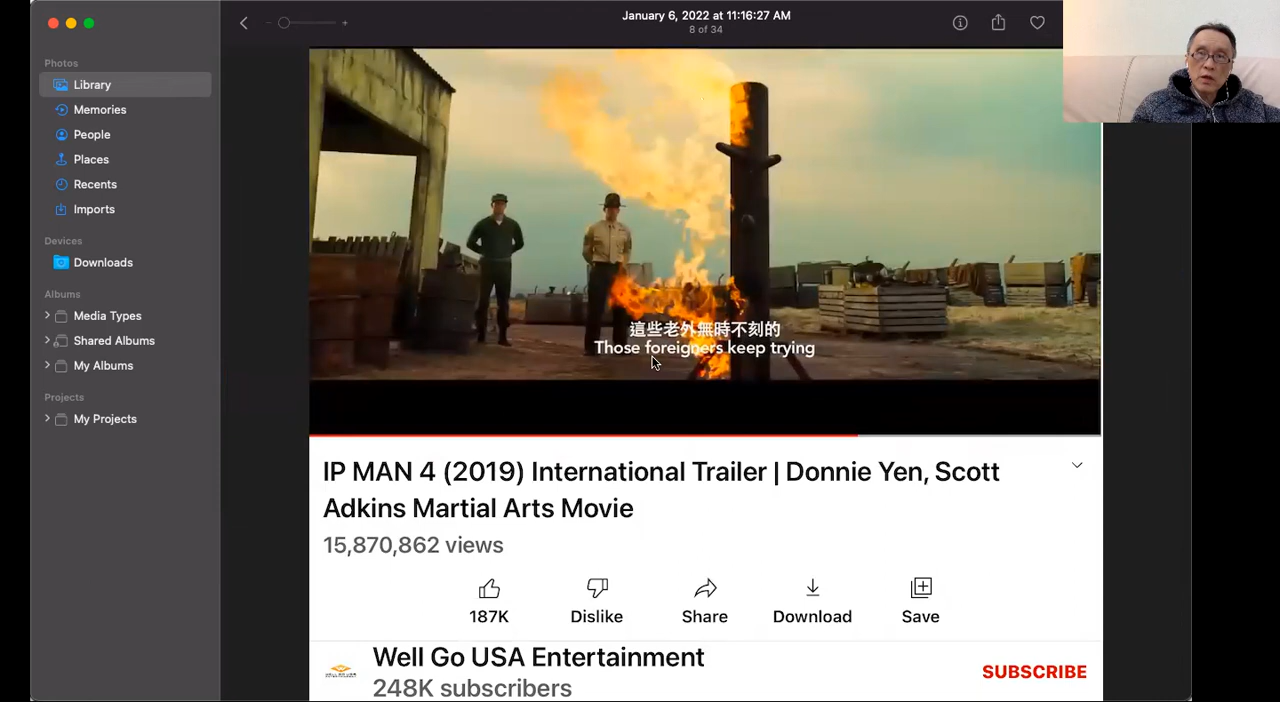 January 6, 2022 at 11:16:27 AM
8 of 34
Photos
Library
Memories
People
Places
Recents
Imports
Devices
Downloads
Albums
Media Types
Shared Albums
My Albums
Projects
My Projects
這些老外無時不刻的
Those foreigners keep trying
IP MAN 4 (2019) International Trailer | Donnie Yen, Scott
Adkins Martial Arts Movie
15,870,862 views
187K
Dislike
Share
Download
Save
Well Go USA Entertainment
248K subscribers
SUBSCRIBE